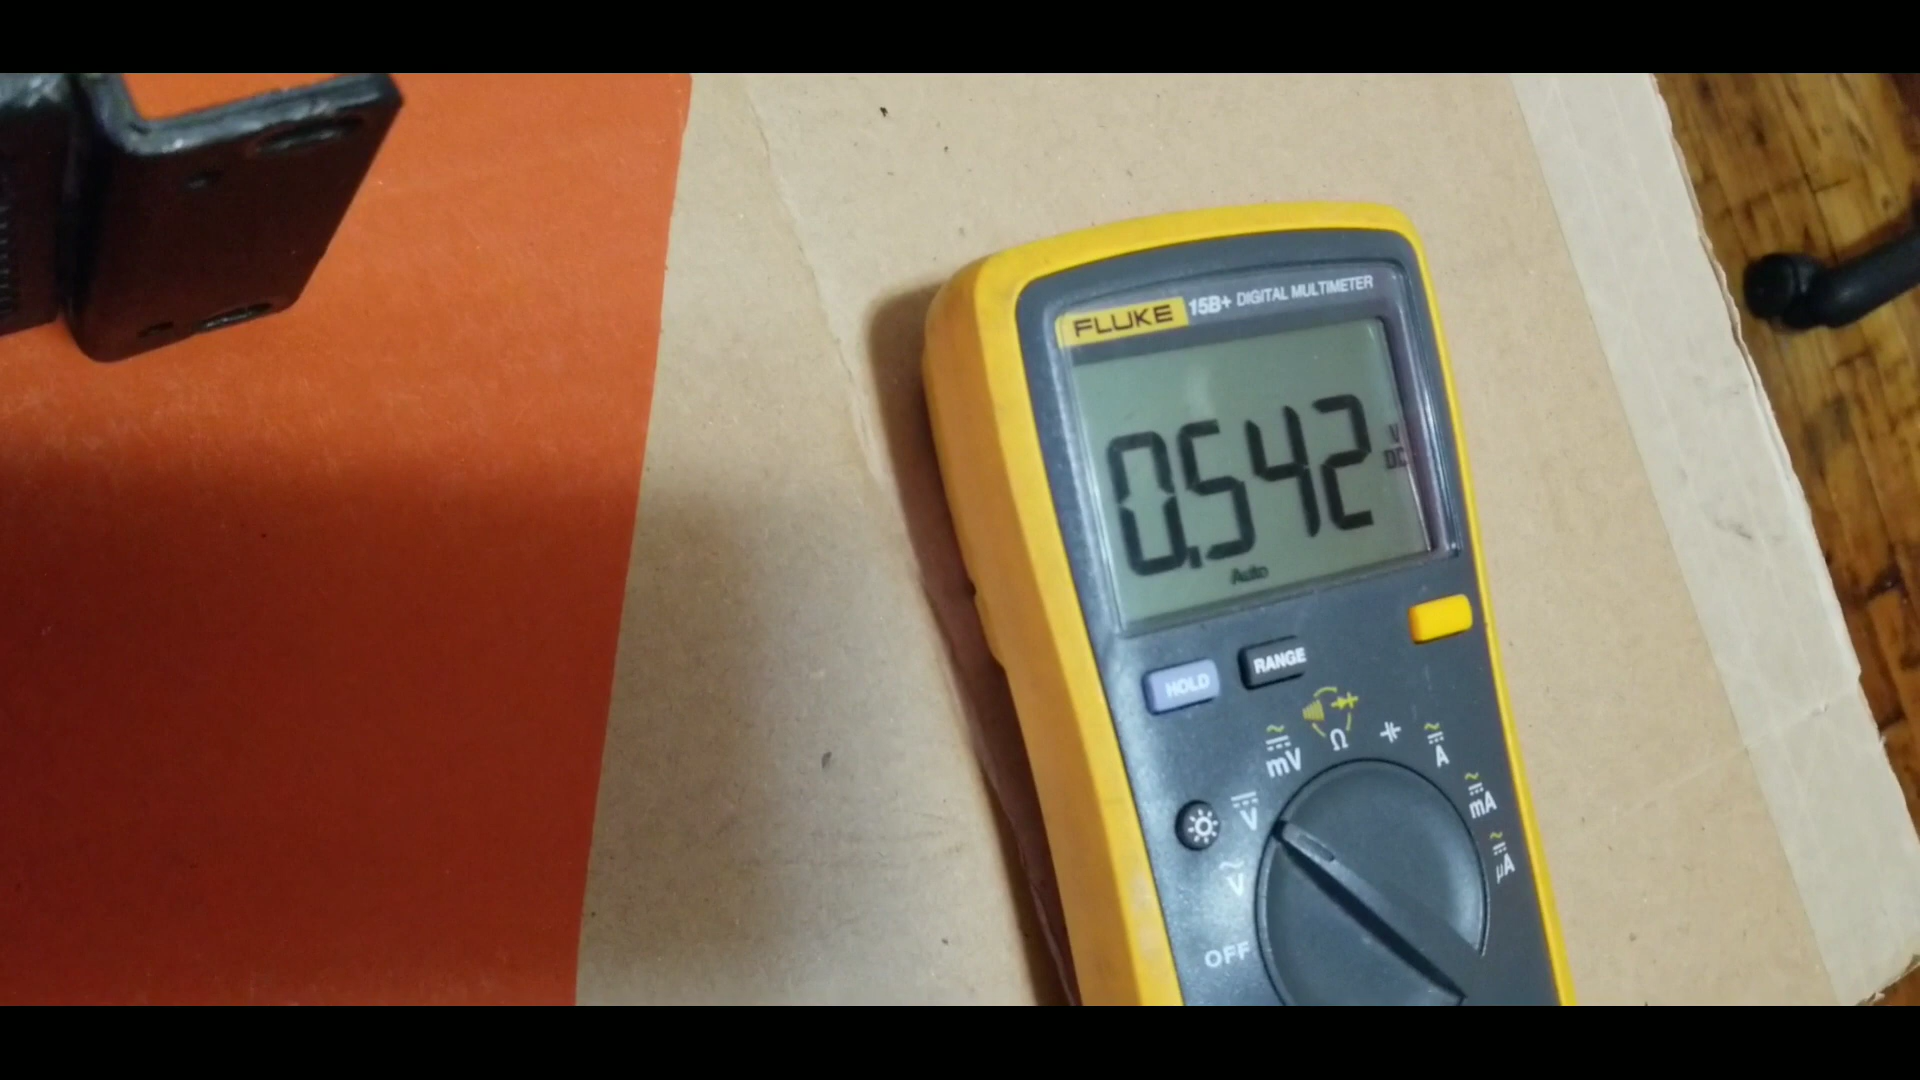 FLUKE 15B+ DIGITAL MULTIMETER
0.542 V DC
Auto
HOLD RANGE
Ω
mV A
V mA
V µA
OFF